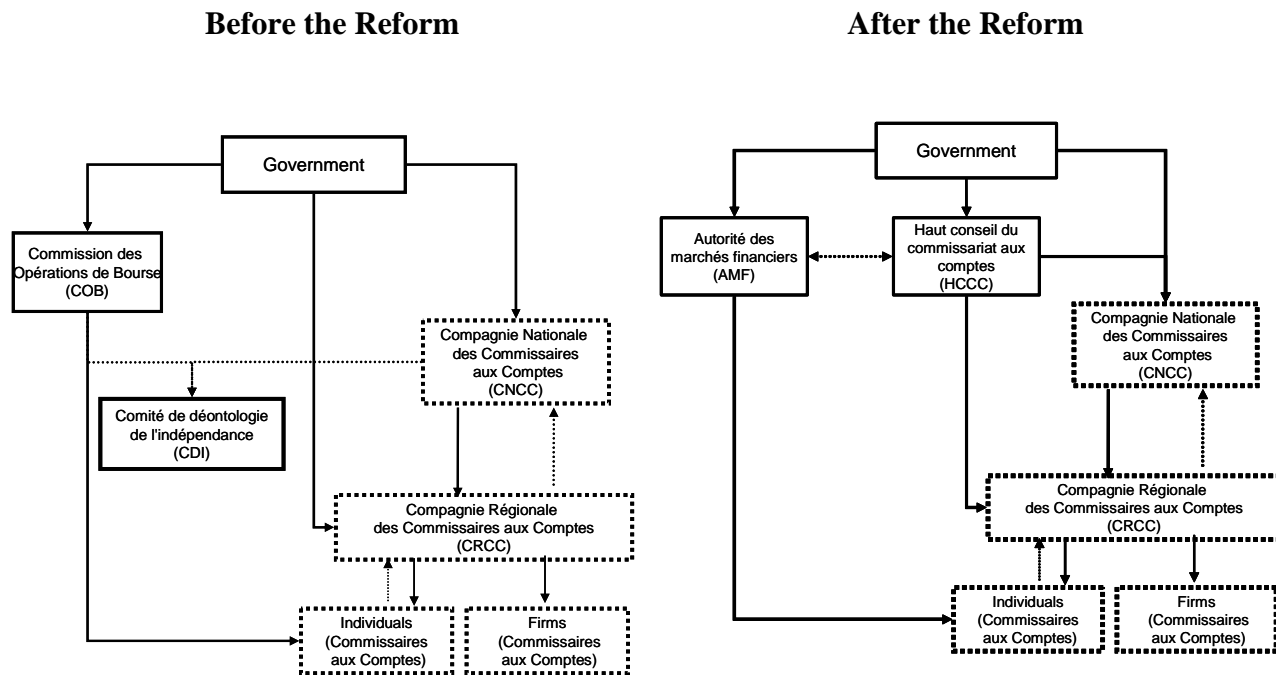 Before the Reform
Government
Commission des
Opérations de Bourse
(COB)
Compagnie Nationale
des Commissaires
aux Comptes
(CNCC)
Comité de déontologie
de l'indépendance
(CDI)
Compagnie Régionale
des Commissaires aux Comptes
(CRCC)
Individuals
(Commissaires
aux Comptes)
Firms
(Commissaires
aux Comptes)
After the Reform
Government
Autorité des
marchés financiers
(AMF)
Haut conseil du
commissariat aux
comptes
(HCCC)
Compagnie Nationale
des Commissaires
aux Comptes
(CNCC)
Compagnie Régionale
des Commissaires aux Comptes
(CRCC)
Individuals
(Commissaires
aux Comptes)
Firms
(Commissaires
aux Comptes)